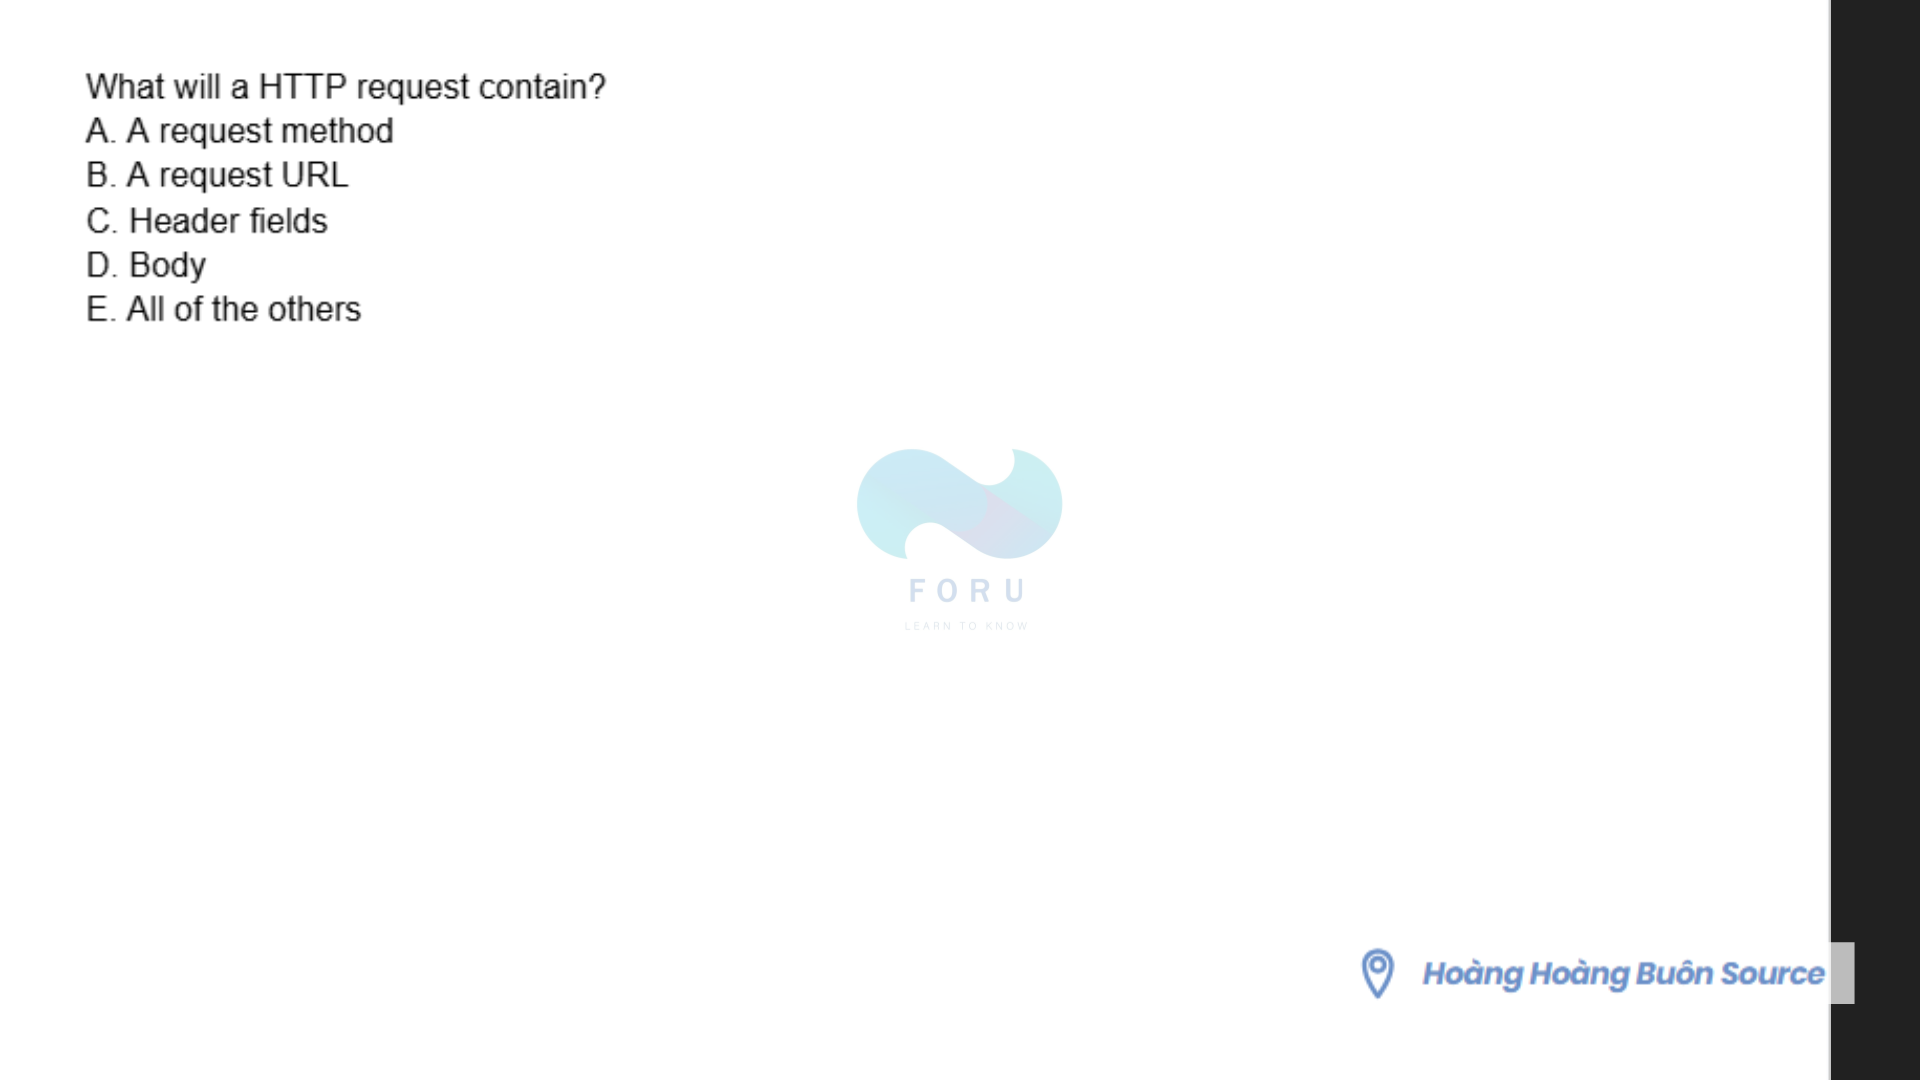 What will a HTTP request contain?
A. A request method
B. A request URL
C. Header fields
D. Body
E. All of the others
FORU
LEARN TO KNOW
Hoàng Hoàng Buôn Source